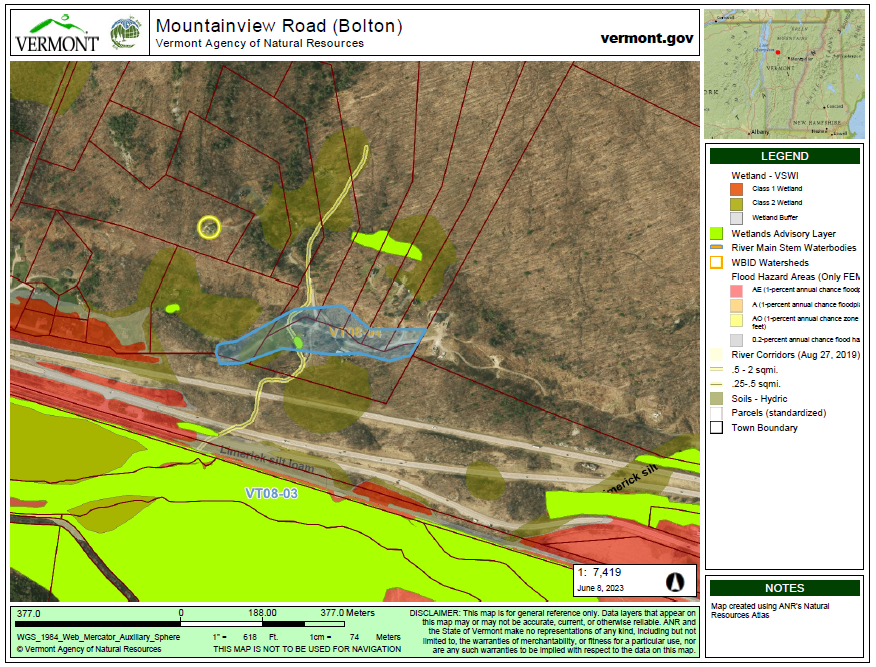 VERMONT
Mountainview Road (Bolton)
Vermont Agency of Natural Resources
vermont.gov
VERMONT
NEW HAMPSHIRE
Albany
Concord
LEGEND
Wetland - VSWI
Class 1 Wetland
Class 2 Wetland
Wetland Buffer
Wetlands Advisory Layer
River Main Stem Waterbodies
WBID Watersheds
Flood Hazard Areas (Only FEM
AE (1-percent annual chance floodp
A (1-percent annual chance floodpla
AO (1-percent annual chance zone
feet)
0.2-percent annual chance flood ha
River Corridors (Aug 27, 2019)
.5 - 2 sqmi.
.25-.5 sqmi.
Soils - Hydric
Parcels (standardized)
Town Boundary
Limerick silt loam
merick silt
VT08-03
1: 7,419
June 8, 2023
NOTES
Map created using ANR's Natural
Resources Atlas
377.0
0
188.00
377.0 Meters
WGS_1984_Web_Mercator_Auxiliary_Sphere
1" = 618 Ft. 1cm = 74 Meters
© Vermont Agency of Natural Resources
THIS MAP IS NOT TO BE USED FOR NAVIGATION
DISCLAIMER: This map is for general reference only. Data layers that appear on
this map may or may not be accurate, current, or otherwise reliable. ANR and
the State of Vermont make no representations of any kind, including but not
limited to, the warranties of merchantability, or fitness for a particular use, nor
are any such warranties to be implied with respect to the data on this map.